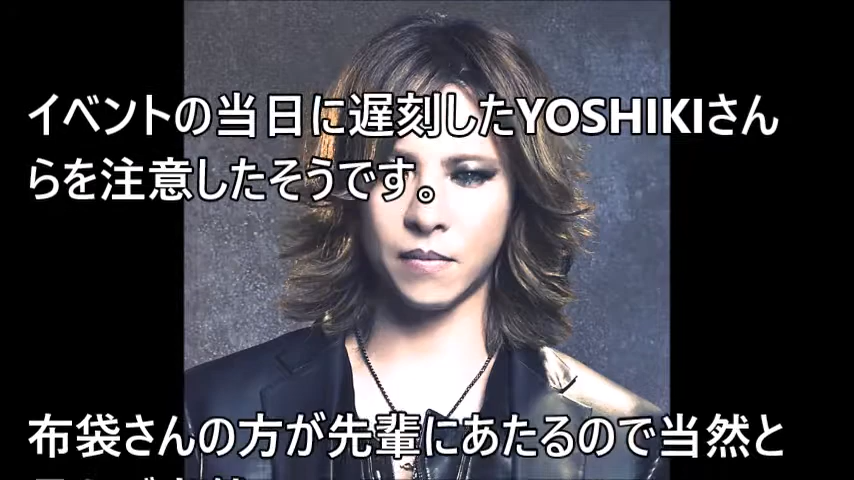 イベントの当日に遅刻したYOSHIKIさん
らを注意したそうです。
布袋さんの方が先輩にあたるので当然と